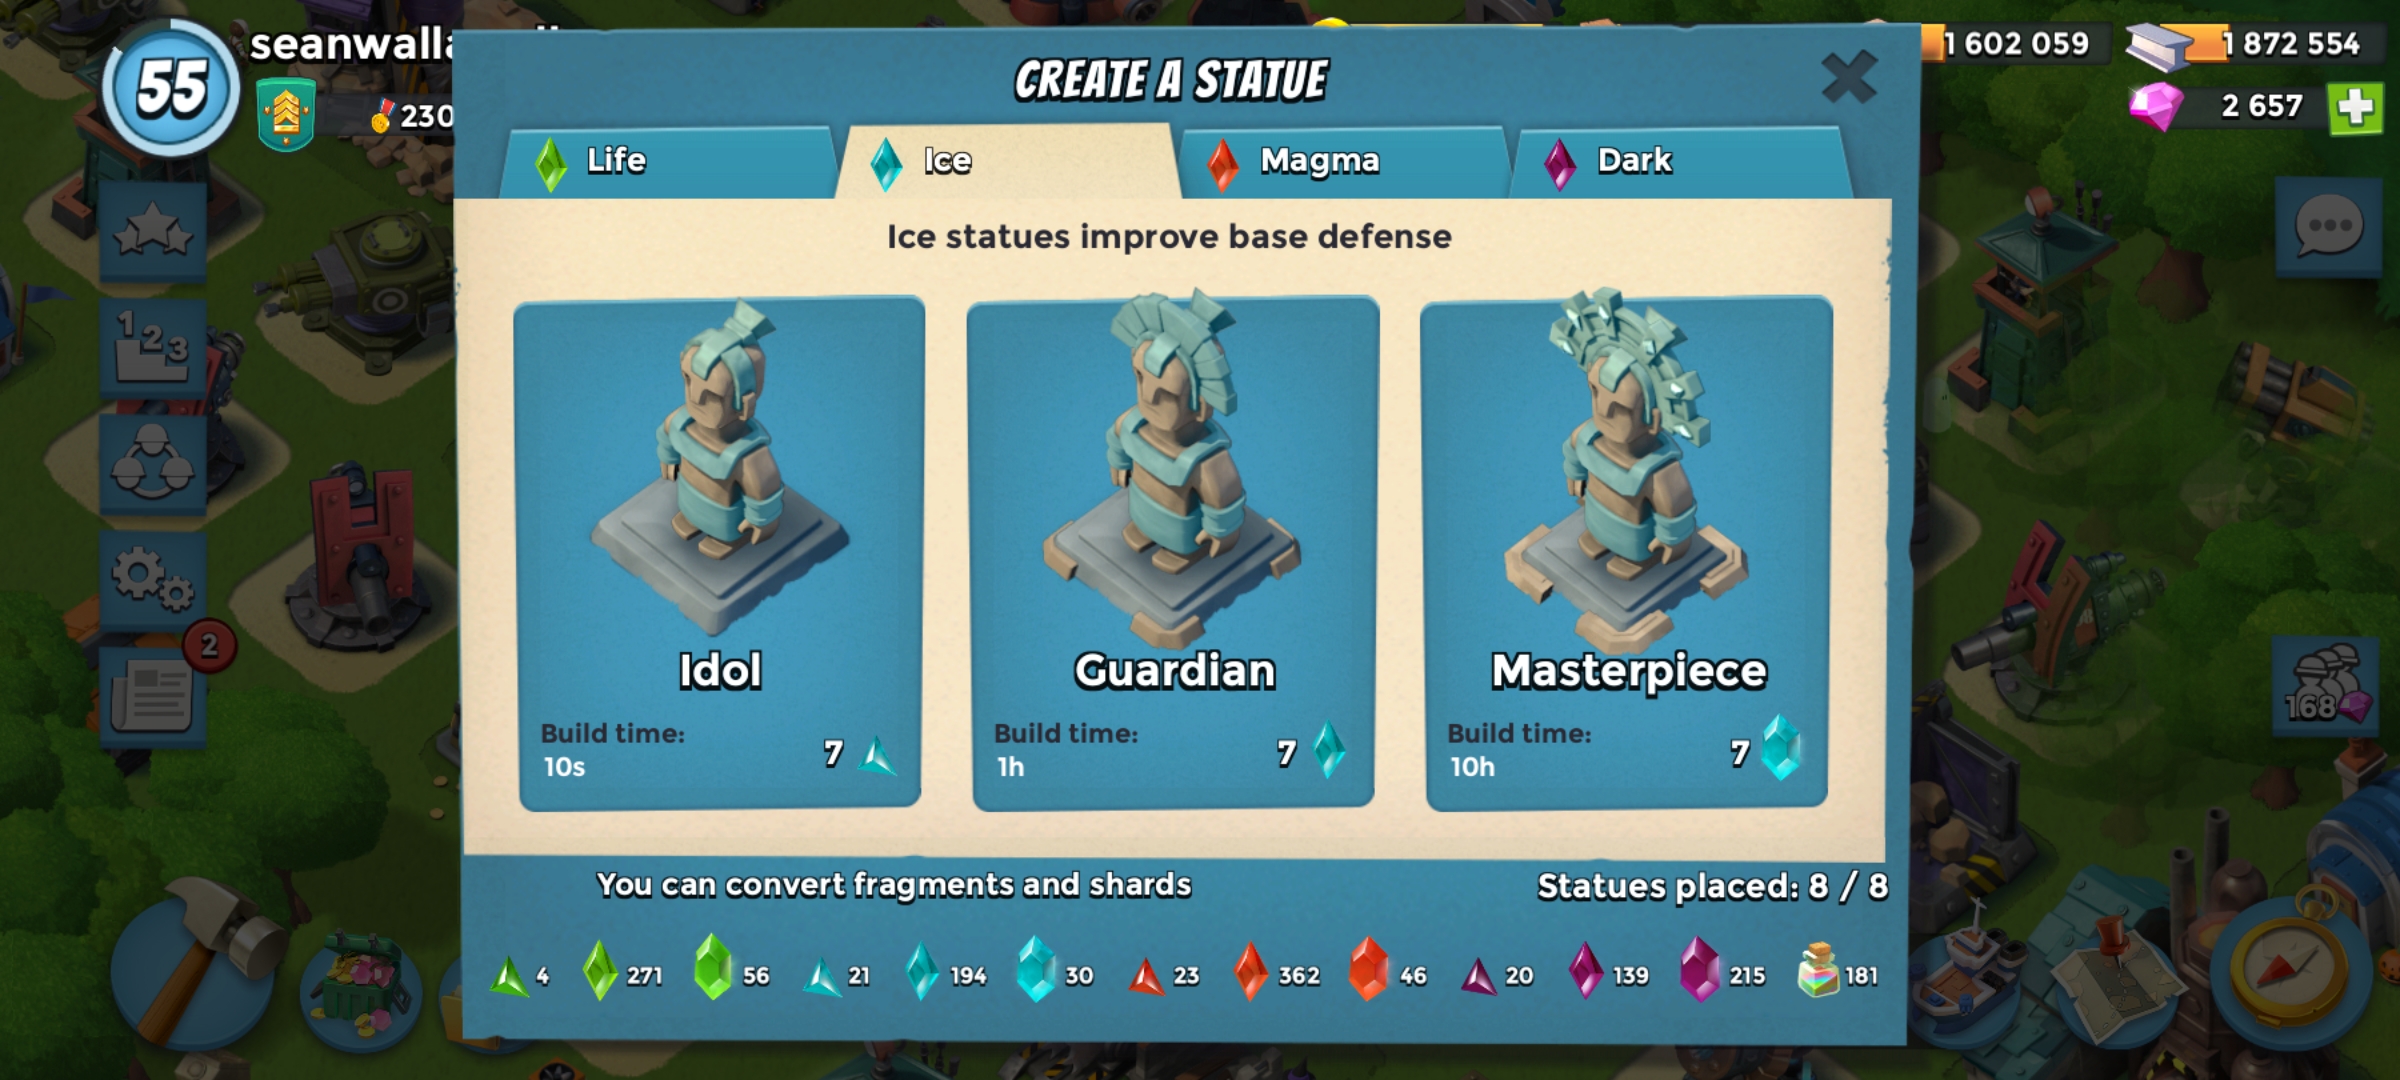 55
CREATE A STATUE
1 602 059
1 872 554
230
2 657
Life
Ice
Magma
Dark
Ice statues improve base defense
1 2 3
2
Idol
Guardian
Masterpiece
168
Build time:
10s
7
Build time:
1h
7
Build time:
10h
7
You can convert fragments and shards
Statues placed: 8 / 8
4
271
56
21
194
30
23
362
46
20
139
215
181